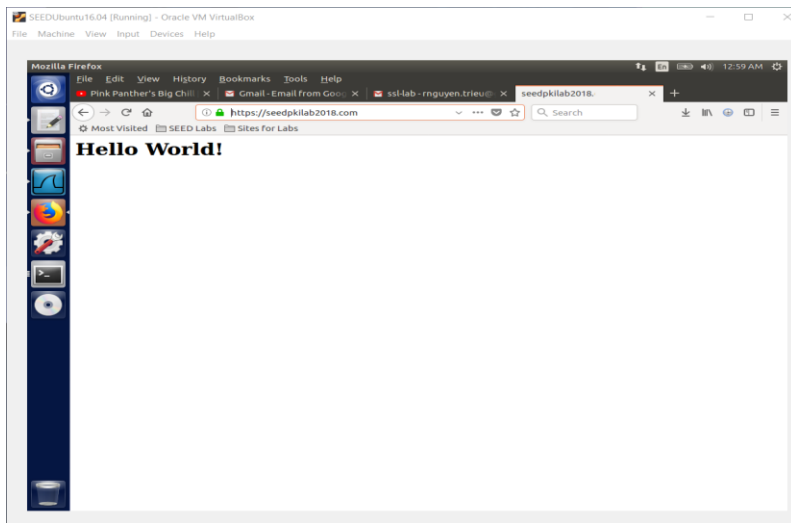 SEEDUbuntu16.04 [Running] - Oracle VM VirtualBox
File Machine View Input Devices Help
Mozilla Firefox En 12:59 AM
File Edit View History Bookmarks Tools Help
Pink Panther's Big Chill Gmail - Email from Goog ssl-lab - rnguyen.trieu@ seedpkilab2018.
https://seedpkilab2018.com Search
Most Visited SEED Labs Sites for Labs
Hello World!